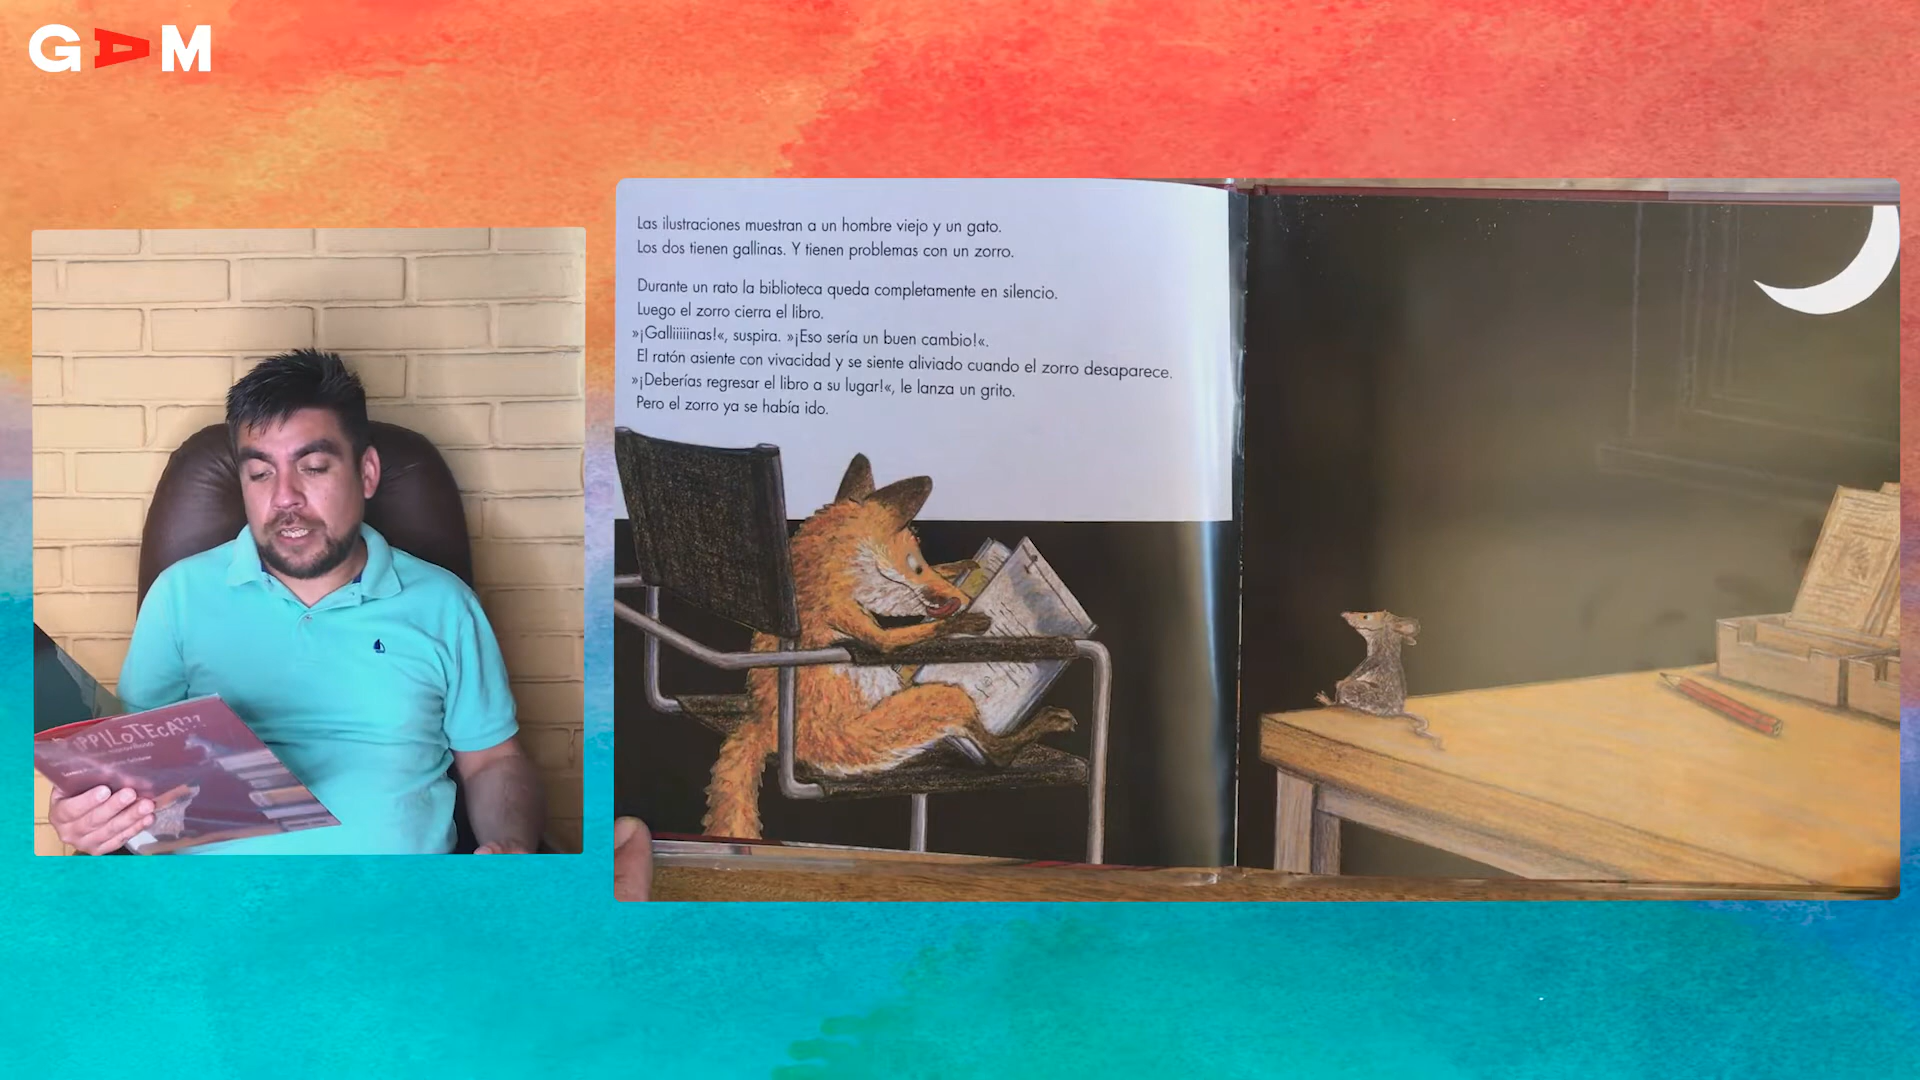 GAM
Las ilustraciones muestran a un hombre viejo y un gato.
Los dos tienen gallinas. Y tienen problemas con un zorro.
Durante un rato la biblioteca queda completamente en silencio.
Luego el zorro cierra el libro.
»¡Galliiiiinas!«, suspira. »¡Eso sería un buen cambio!«.
El ratón asiente con vivacidad y se siente aliviado cuando el zorro desaparece.
»¡Deberías regresar el libro a su lugar!«, le lanza un grito.
Pero el zorro ya se había ido.
PPILOTECA???